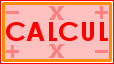 − x +
CALCUL
+ x −